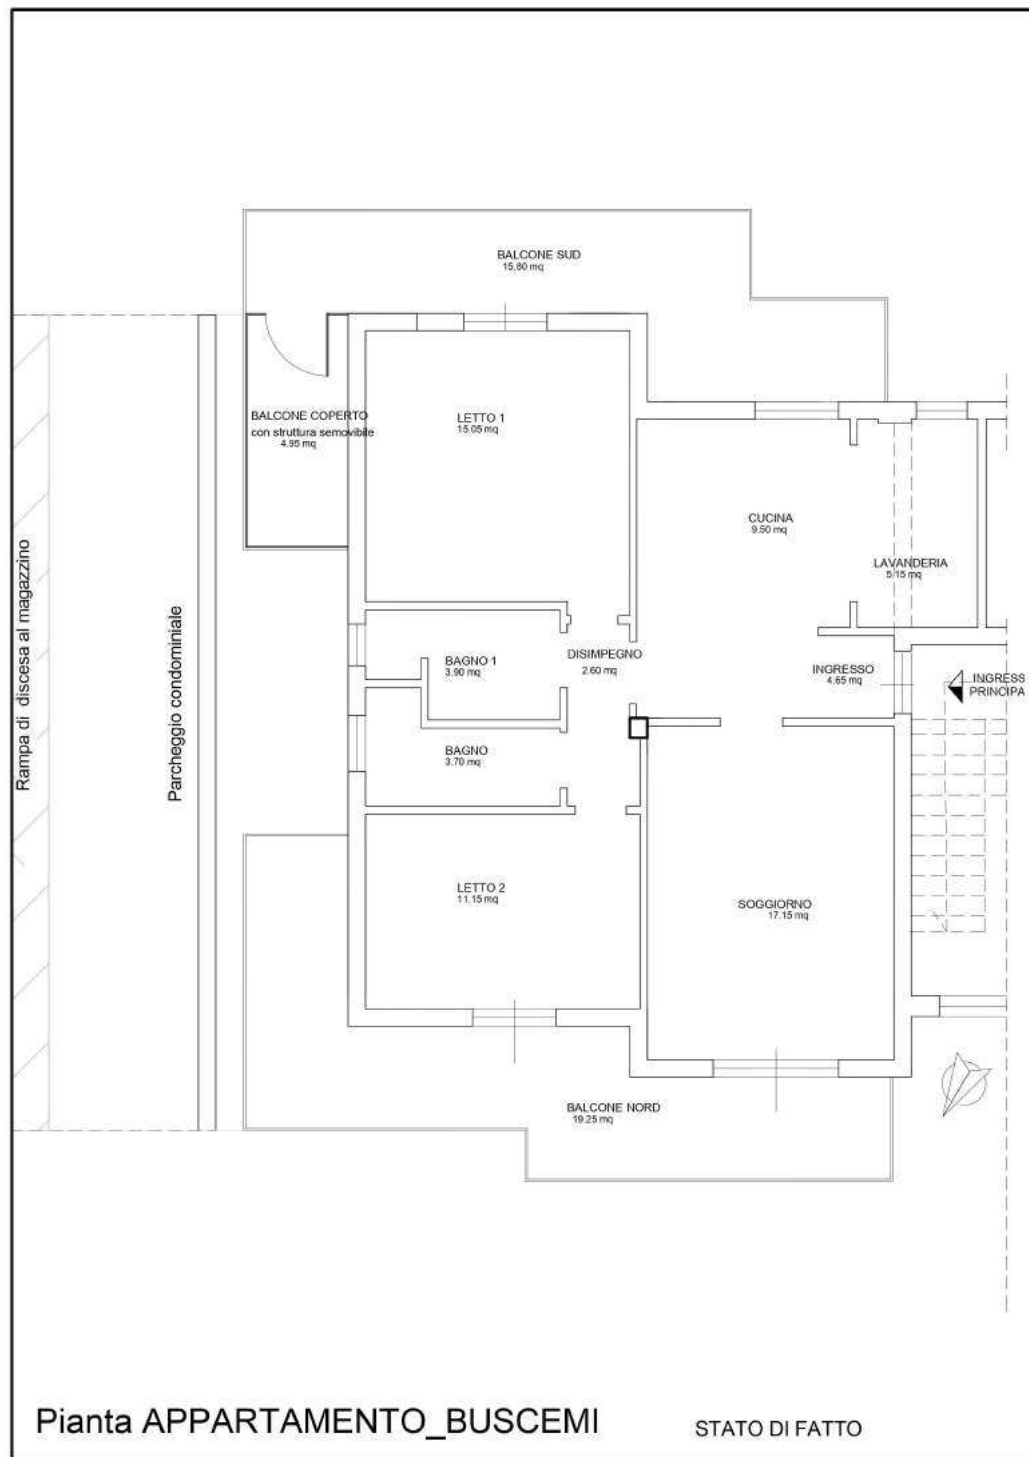 BALCONE SUD
15.80 mq
BALCONE COPERTO
con struttura semovibile
4.95 mq
LETTO 1
15.05 mq
CUCINA
9.50 mq
LAVANDERIA
5.15 mq
Rampa di discesa al magazzino
Parcheggio condominiale
BAGNO 1
3.90 mq
DISIMPEGNO
2.60 mq
INGRESSO
4.65 mq
INGRESS
PRINCIPA
BAGNO
3.70 mq
LETTO 2
11.15 mq
SOGGIORNO
17.15 mq
BALCONE NORD
19.25 mq
Pianta APPARTAMENTO_BUSCEMI
STATO DI FATTO